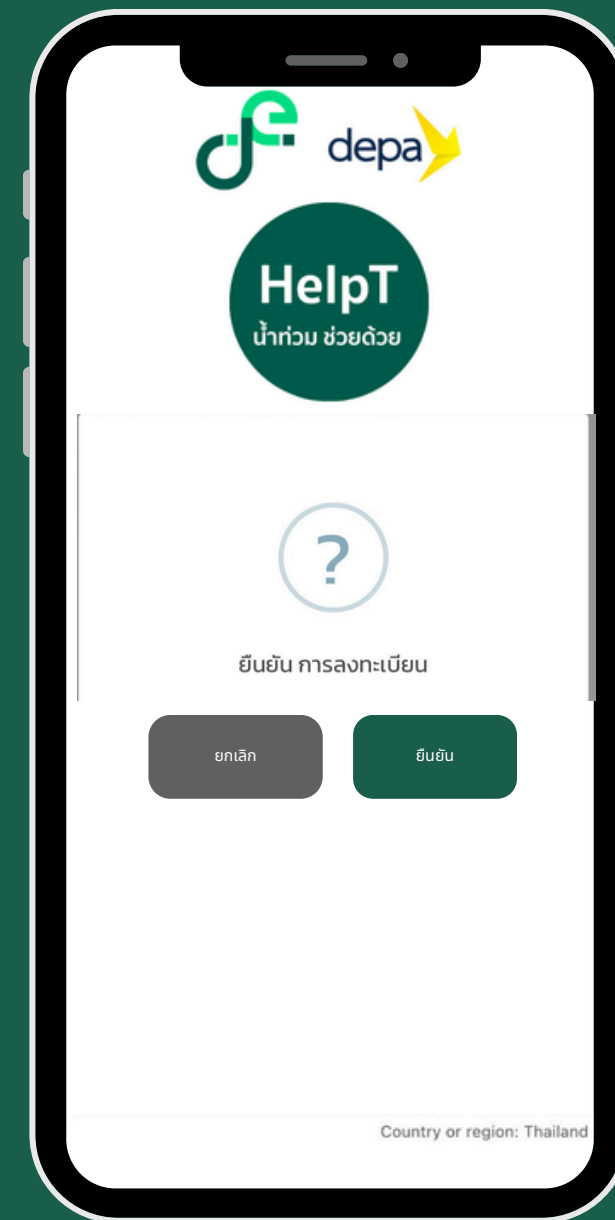 de
depa
HelpT
น้ำท่วม ช่วยด้วย
?
ยืนยัน การลงทะเบียน
ยกเลิก
ยืนยัน
Country or region: Thailand